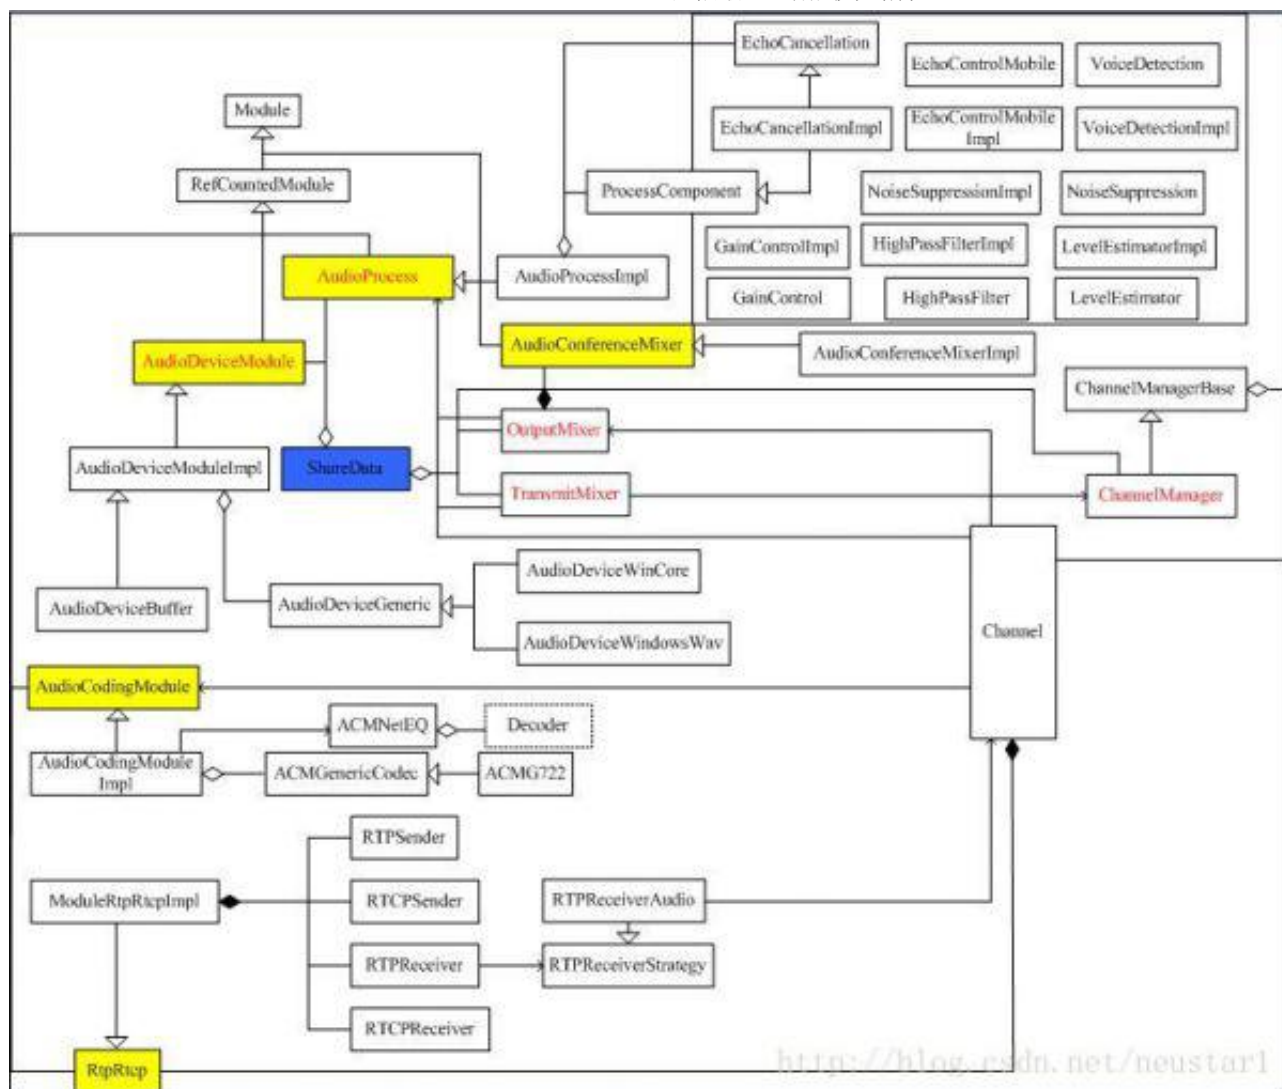 EchoCancellation
EchoControlMobile
VoiceDetection
Module
EchoCancellationImpl
EchoControlMobile
Impl
VoiceDetectionImpl
RefCountedModule
ProcessComponent
NoiseSuppressionImpl
NoiseSuppression
GainControlImpl
HighPassFilterImpl
LevelEstimatorImpl
AudioProcess
AudioProcessImpl
GainControl
HighPassFilter
LevelEstimator
AudioDeviceModule
AudioConferenceMixer
AudioConferenceMixerImpl
ChannelManagerBase
OutputMixer
AudioDeviceModuleImpl
ShareData
TransmitMixer
ChannelManager
AudioDeviceWinCore
AudioDeviceBuffer
AudioDeviceGeneric
Channel
AudioDeviceWindowsWav
AudioCodingModule
ACMNetEQ
Decoder
AudioCodingModule
Impl
ACMGenericCodec
ACMG722
RTPSender
ModuleRtpRtcpImpl
RTCPSender
RTPReceiverAudio
RTPReceiver
RTPReceiverStrategy
RTCPReceiver
RtpRtcp
http://blog.csdn.net/neustar1